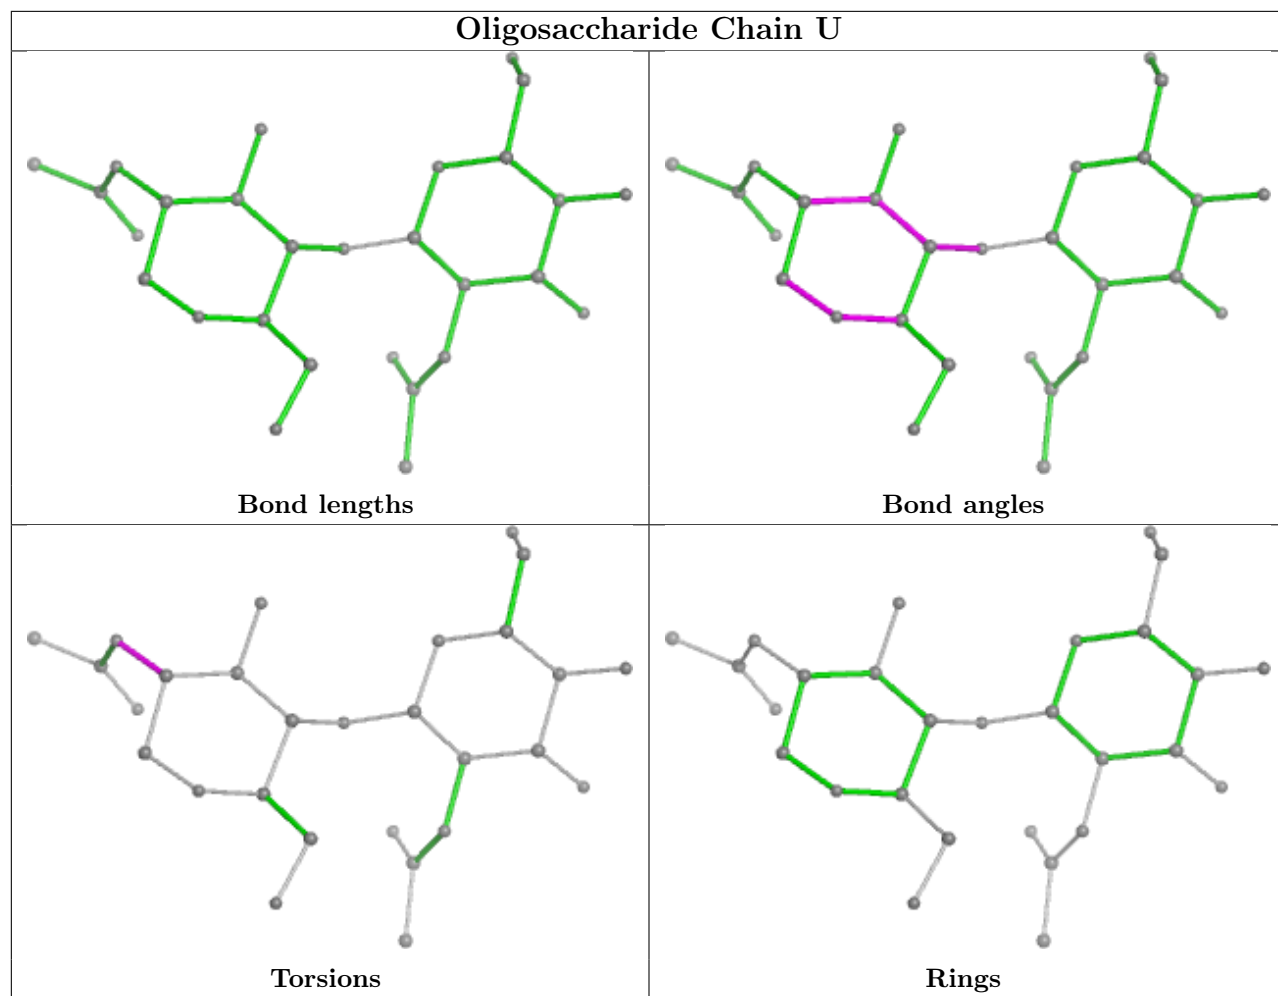 Oligosaccharide Chain U
Bond lengths
Bond angles
Torsions
Rings